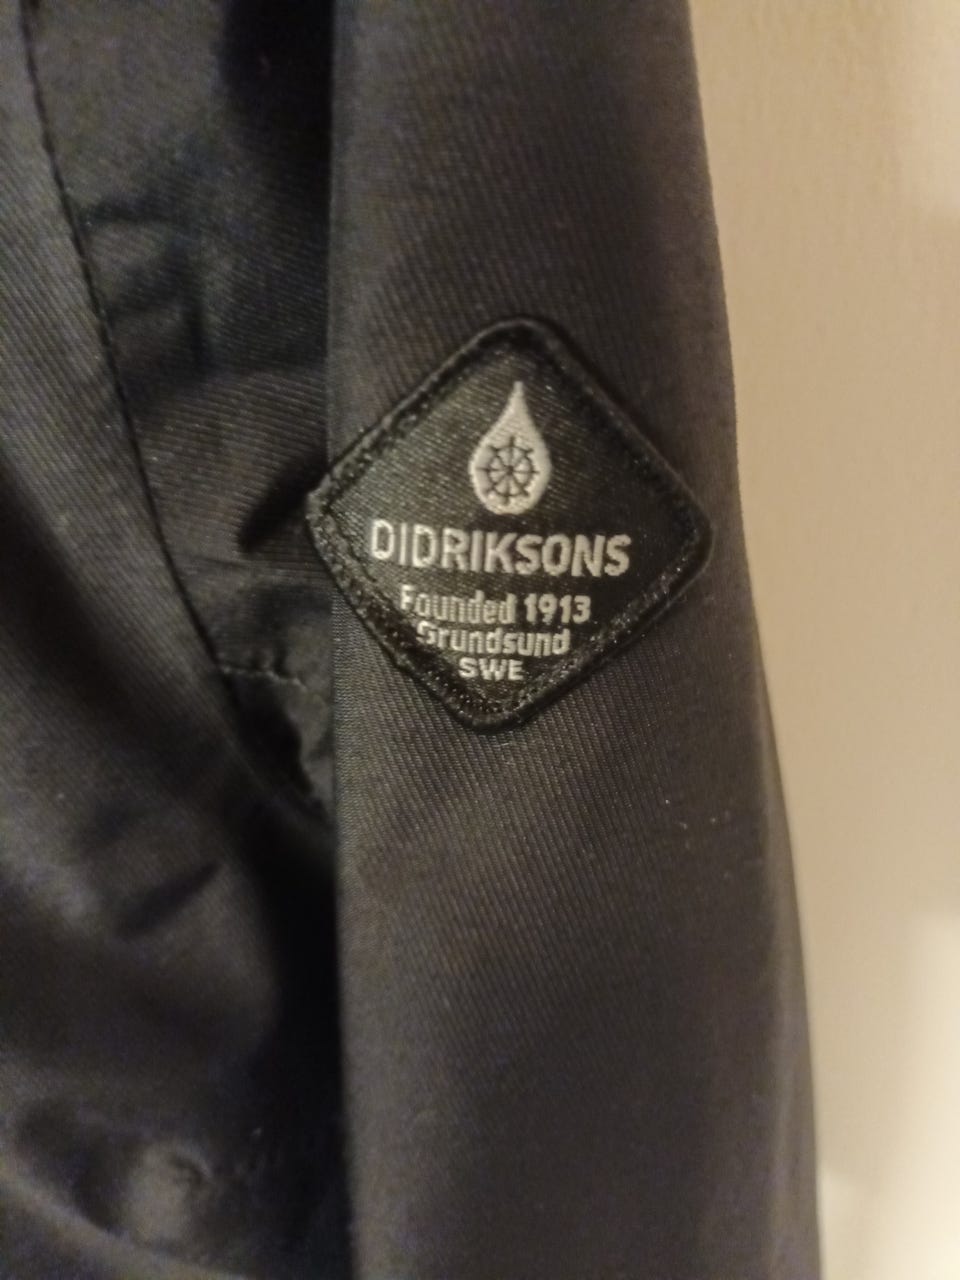 DIDRIKSONS
Founded 1913
Grundsund
SWE